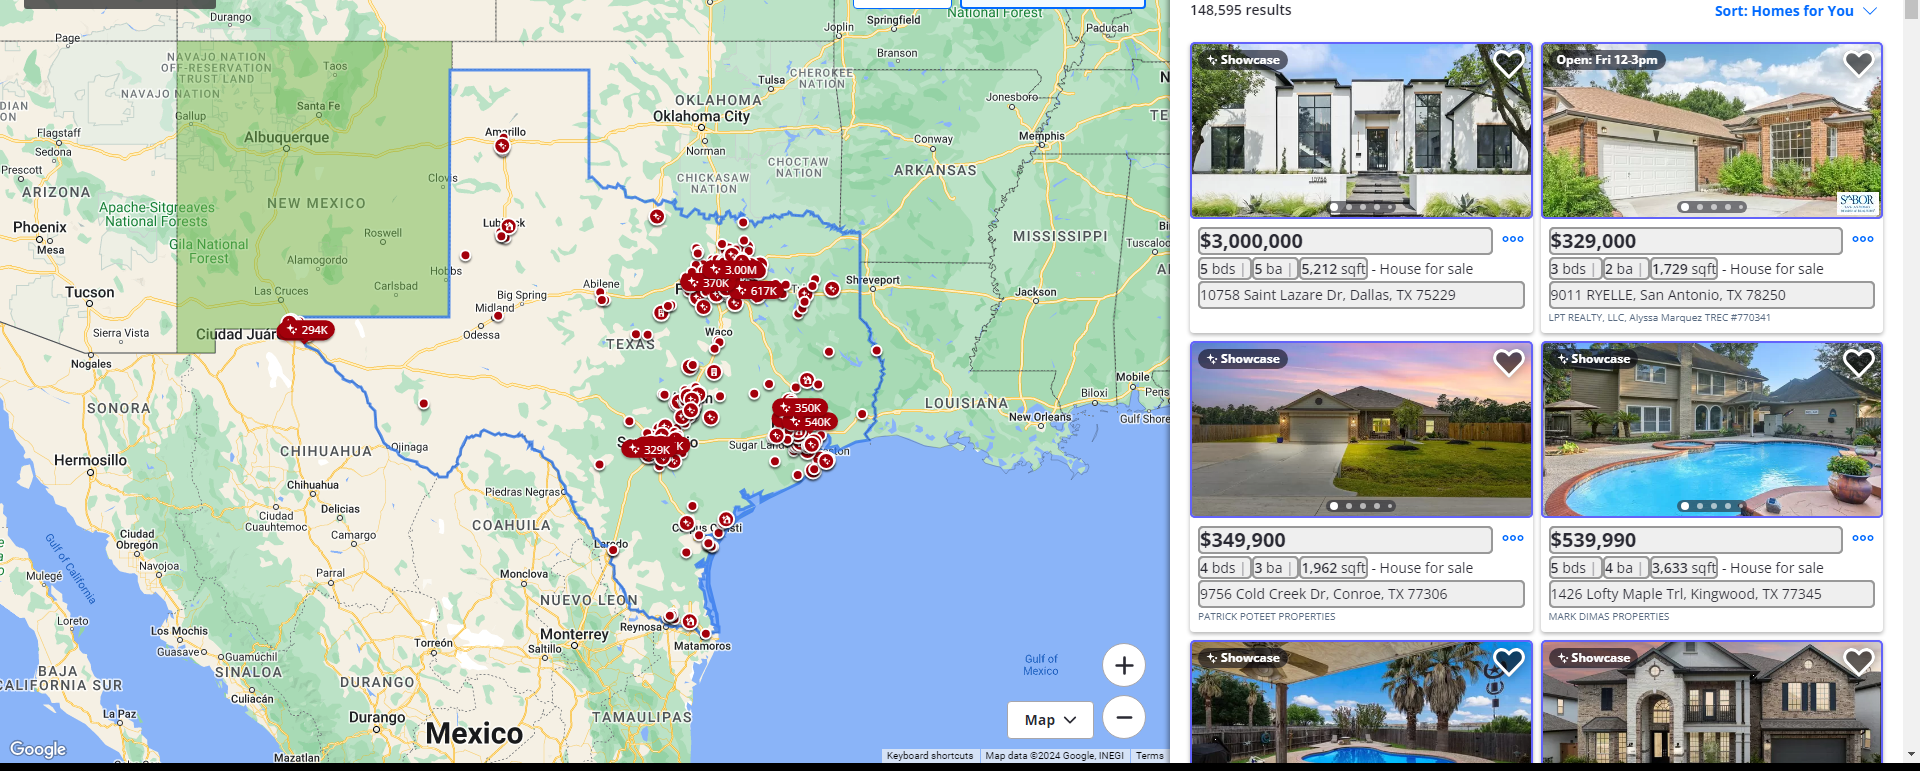 148,595 results
Sort: Homes for You
Showcase
Open: Fri 12-3pm
10758
SABOR
$3,000,000
5 bds | 5 ba | 5,212 sqft - House for sale
10758 Saint Lazare Dr, Dallas, TX 75229
$329,000
3 bds | 2 ba | 1,729 sqft - House for sale
9011 RYELLE, San Antonio, TX 78250
LPT REALTY, LLC, Alyssa Marquez TREC #770341
Showcase
Showcase
$349,900
4 bds | 3 ba | 1,962 sqft - House for sale
9756 Cold Creek Dr, Conroe, TX 77306
PATRICK POTEET PROPERTIES
$539,990
5 bds | 4 ba | 3,633 sqft - House for sale
1426 Lofty Maple Trl, Kingwood, TX 77345
MARK DIMAS PROPERTIES
Showcase
Showcase
Durango
Page
NAVAJO NATION
OFF-RESERVATION
TRUST LAND
NAVAJO NATION
Taos
Santa Fe
Gallup
Albuquerque
Flagstaff
Sedona
Prescott
ARIZONA
Apache-Sitgreaves
National Forests
NEW MEXICO
Clovis
Phoenix
Mesa
Gila National
Forest
Roswell
Alamogordo
Hobbs
Las Cruces
Carlsbad
Tucson
Sierra Vista
Nogales
Ciudad Juár
294K
Amarillo
Lubbock
Big Spring
Midland
Odessa
Abilene
TEXAS
Waco
3.00M
370K
617K
350K
540K
329K
K
Sugar Lan
Laredo
Joplin
Springfield
National Forest
Branson
Paducah
Tulsa
CHEROKEE
NATION
OKLAHOMA
Oklahoma City
Norman
CHICKASAW
NATION
CHOCTAW
NATION
Jonesboro
Conway
Memphis
ARKANSAS
MISSISSIPPI
Tuscaloo
Shreveport
Jackson
LOUISIANA
Mobile
Biloxi
Pens
New Orleans
Gulf Shore
SONORA
Hermosillo
CHIHUAHUA
Ojinaga
Chihuahua
Delicias
Ciudad
Cuauhtemoc
Camargo
Ciudad
Obregón
Navojoa
Gulf of California
Mulegé
Loreto
Parral
Piedras Negras
COAHUILA
Monclova
NUEVO LEON
Reynosa
Monterrey
Matamoros
Saltillo
Torreón
Los Mochis
Guasave
Guamúchil
SINALOA
Culiacán
DURANGO
Durango
BAJA
CALIFORNIA SUR
La Paz
Mexico
TAMAULIPAS
Mazatlan
Gulf of
Mexico
Map
Google
Keyboard shortcuts
Map data ©2024 Google, INEGI
Terms